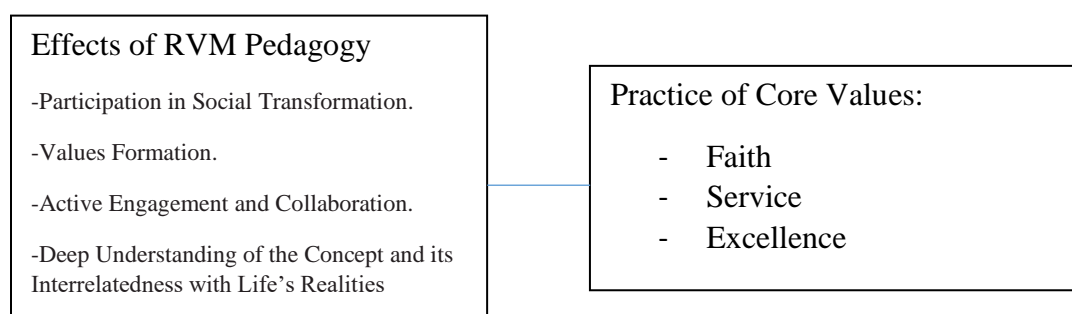 Effects of RVM Pedagogy
-Participation in Social Transformation.
-Values Formation.
-Active Engagement and Collaboration.
-Deep Understanding of the Concept and its
Interrelatedness with Life’s Realities
Practice of Core Values:
- Faith
- Service
- Excellence